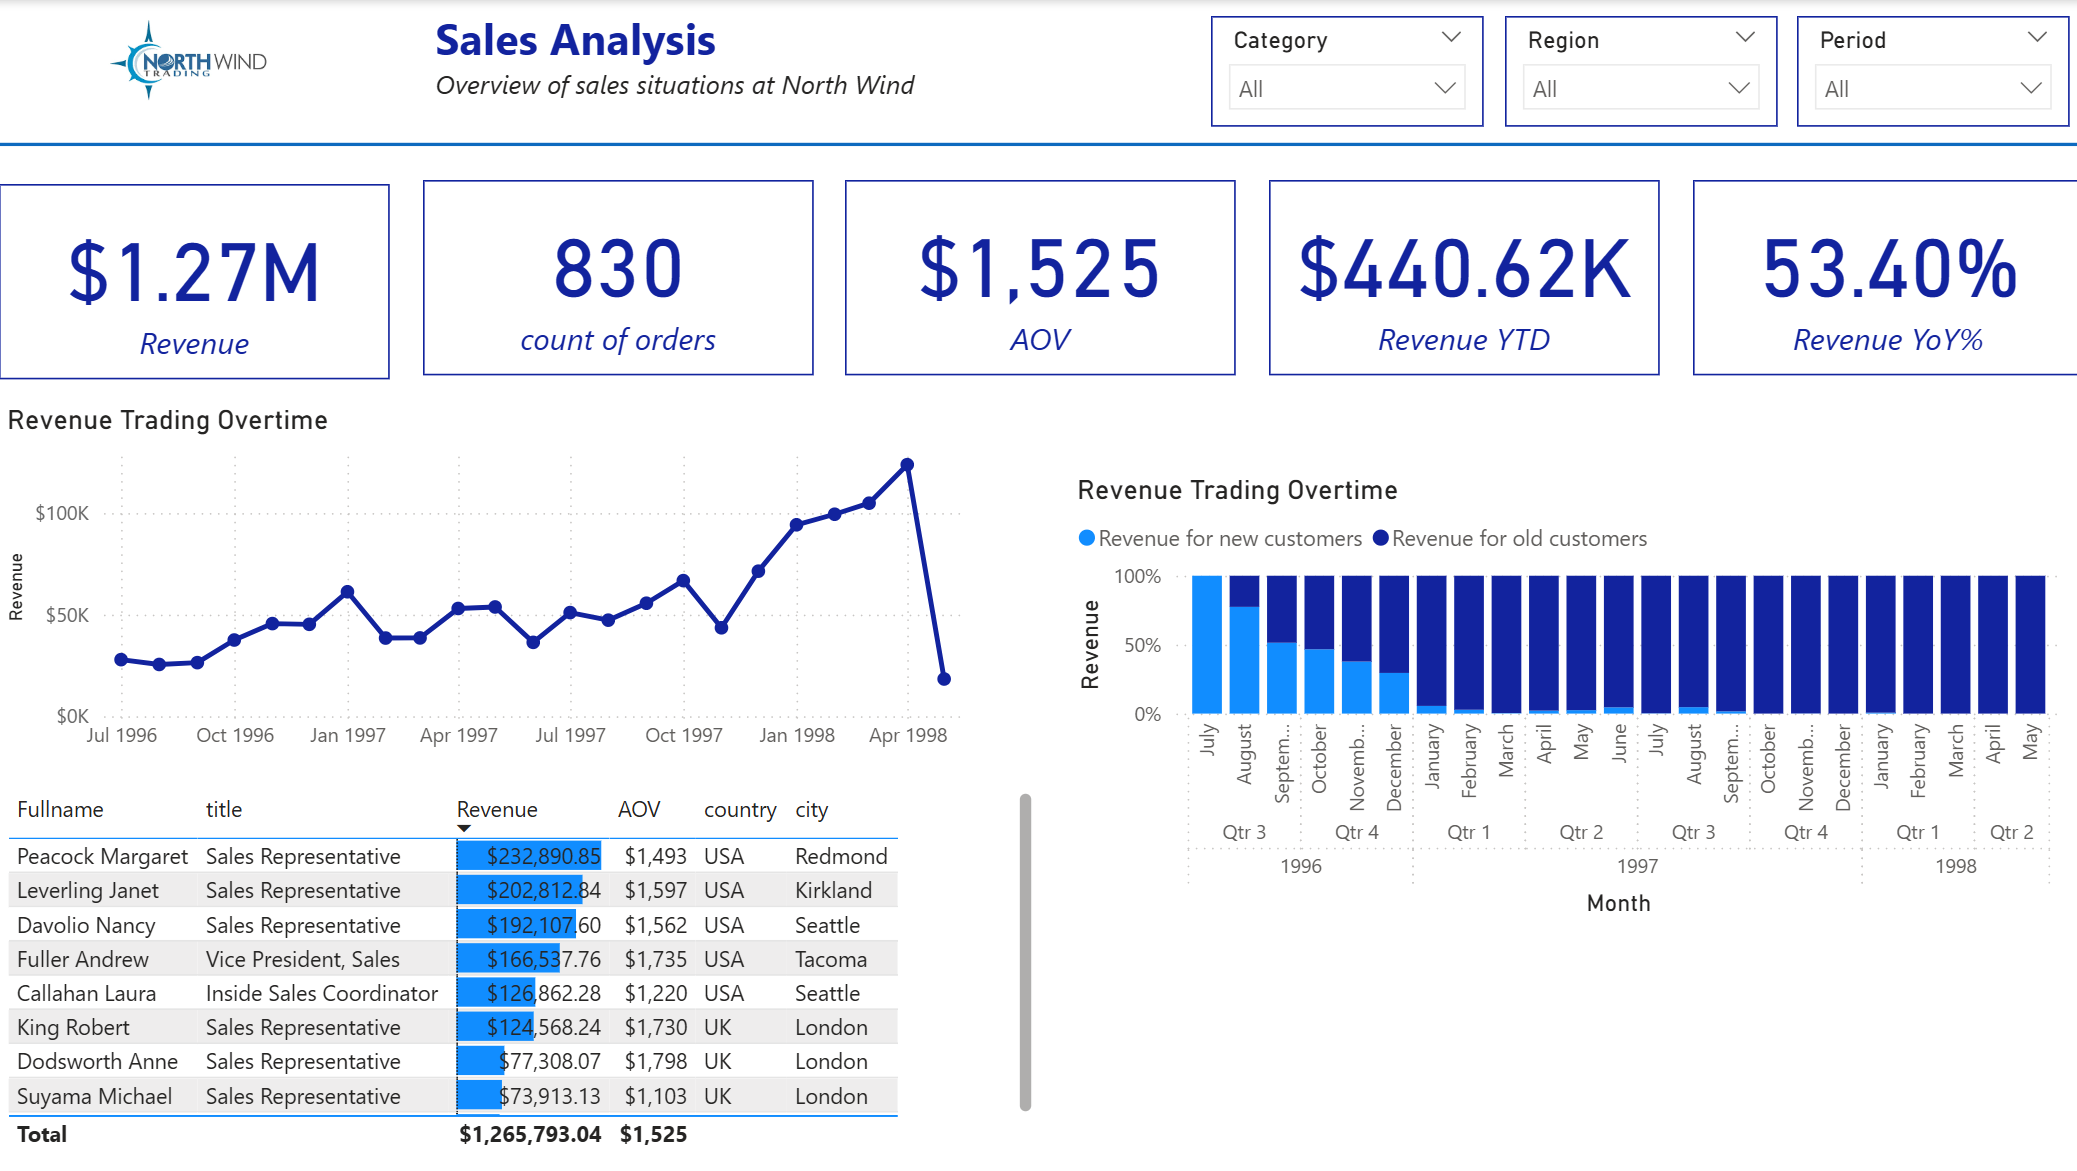 NORTH WIND
TRADING
Sales Analysis
Overview of sales situations at North Wind
Category
All
Region
All
Period
All
$1.27M
Revenue
830
count of orders
$1,525
AOV
$440.62K
Revenue YTD
53.40%
Revenue YoY%
Revenue Trading Overtime
Revenue
$100K
$50K
$0K
Jul 1996 Oct 1996 Jan 1997 Apr 1997 Jul 1997 Oct 1997 Jan 1998 Apr 1998
Revenue Trading Overtime
Revenue for new customers Revenue for old customers
Revenue
100%
50%
0%
July August Septem... October Novemb... December January February March April May June July August Septem... October Novemb... December January February March April May
Qtr 3 Qtr 4 Qtr 1 Qtr 2 Qtr 3 Qtr 4 Qtr 1 Qtr 2
1996 1997 1998
Month
Fullname title Revenue AOV country city
Peacock Margaret Sales Representative $232,890.85 $1,493 USA Redmond
Leverling Janet Sales Representative $202,812.84 $1,597 USA Kirkland
Davolio Nancy Sales Representative $192,107.60 $1,562 USA Seattle
Fuller Andrew Vice President, Sales $166,537.76 $1,735 USA Tacoma
Callahan Laura Inside Sales Coordinator $126,862.28 $1,220 USA Seattle
King Robert Sales Representative $124,568.24 $1,730 UK London
Dodsworth Anne Sales Representative $77,308.07 $1,798 UK London
Suyama Michael Sales Representative $73,913.13 $1,103 UK London
Total $1,265,793.04 $1,525